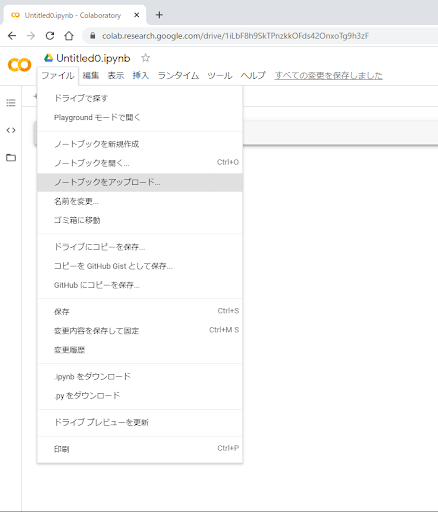 Untitled0.ipynb - Colaboratory
colab.research.google.com/drive/1iLbF8h9SkTPnzkkOFds42OnxoTg9h3zF
CO Untitled0.ipynb
ファイル 編集 表示 挿入 ランタイム ツール ヘルプ すべての変更を保存しました
ドライブで探す
Playground モードで開く
ノートブックを新規作成
ノートブックを開く... Ctrl+O
ノートブックをアップロード...
名前を変更...
ゴミ箱に移動
ドライブにコピーを保存...
コピーを GitHub Gist として保存...
GitHub にコピーを保存...
保存 Ctrl+S
変更内容を保存して固定 Ctrl+M S
変更履歴
.ipynb をダウンロード
.py をダウンロード
ドライブ プレビューを更新
印刷 Ctrl+P